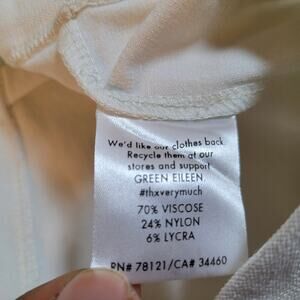 We'd like our clothes back.
Recycle them at our
stores and support
GREEN EILEEN.
#thxverymuch
70% VISCOSE
24% NYLON
6% LYCRA
RN# 78121/CA# 34460